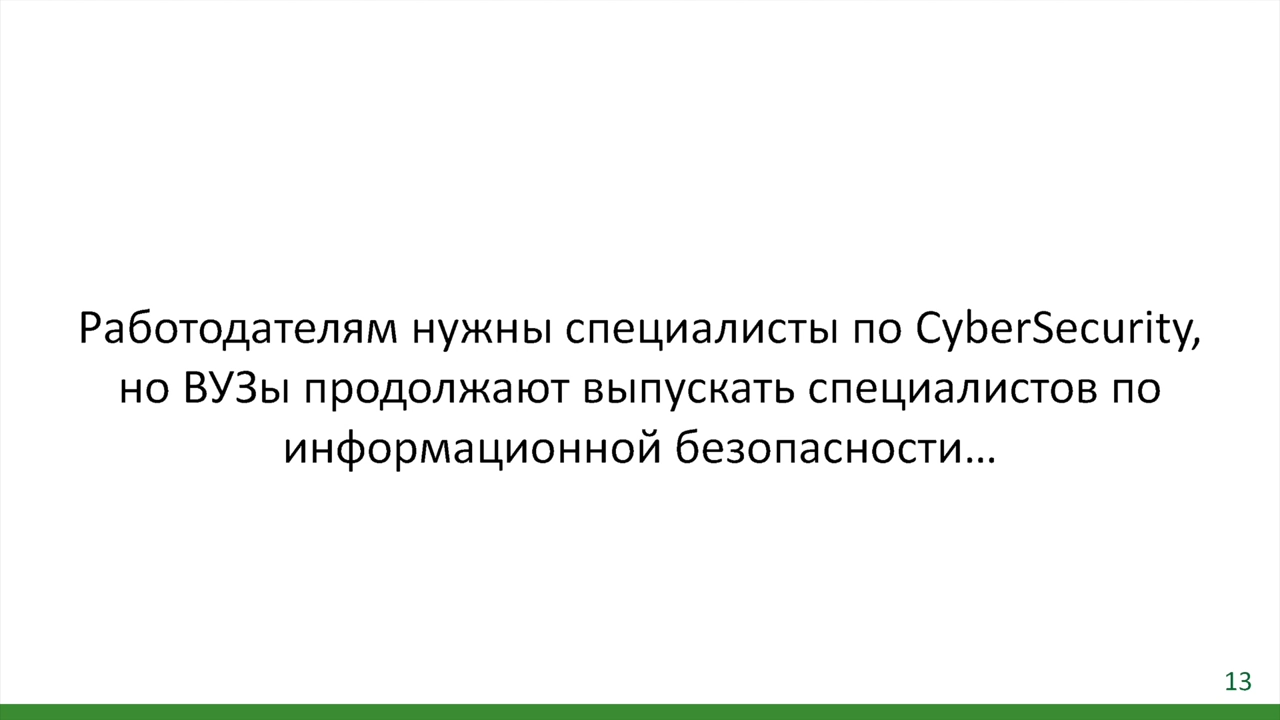 Работодателям нужны специалисты по CyberSecurity,
но ВУЗы продолжают выпускать специалистов по
информационной безопасности…
13